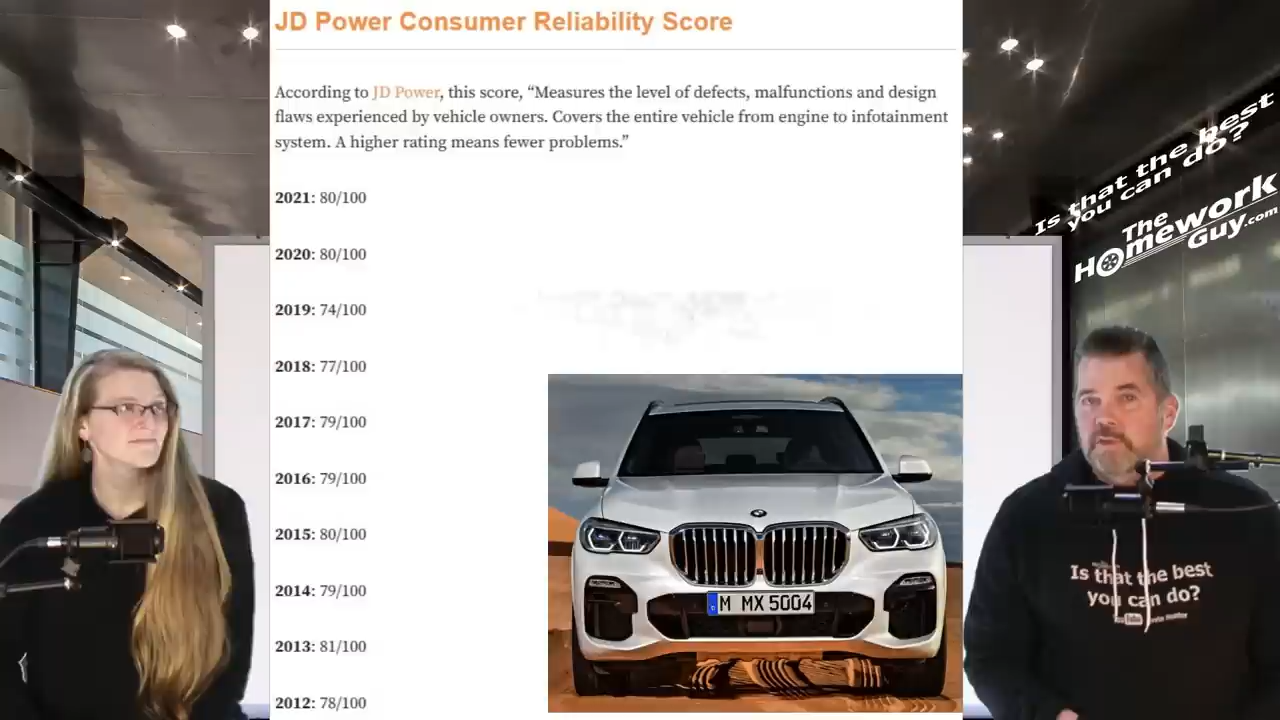 JD Power Consumer Reliability Score
According to JD Power, this score, “Measures the level of defects, malfunctions and design
flaws experienced by vehicle owners. Covers the entire vehicle from engine to infotainment
system. A higher rating means fewer problems.”
2021: 80/100
2020: 80/100
2019: 74/100
2018: 77/100
2017: 79/100
2016: 79/100
2015: 80/100
2014: 79/100
2013: 81/100
2012: 78/100
M MX 5004
Is that the best
you can do?
The
Homework
Guy.com
Is that the best
you can do?